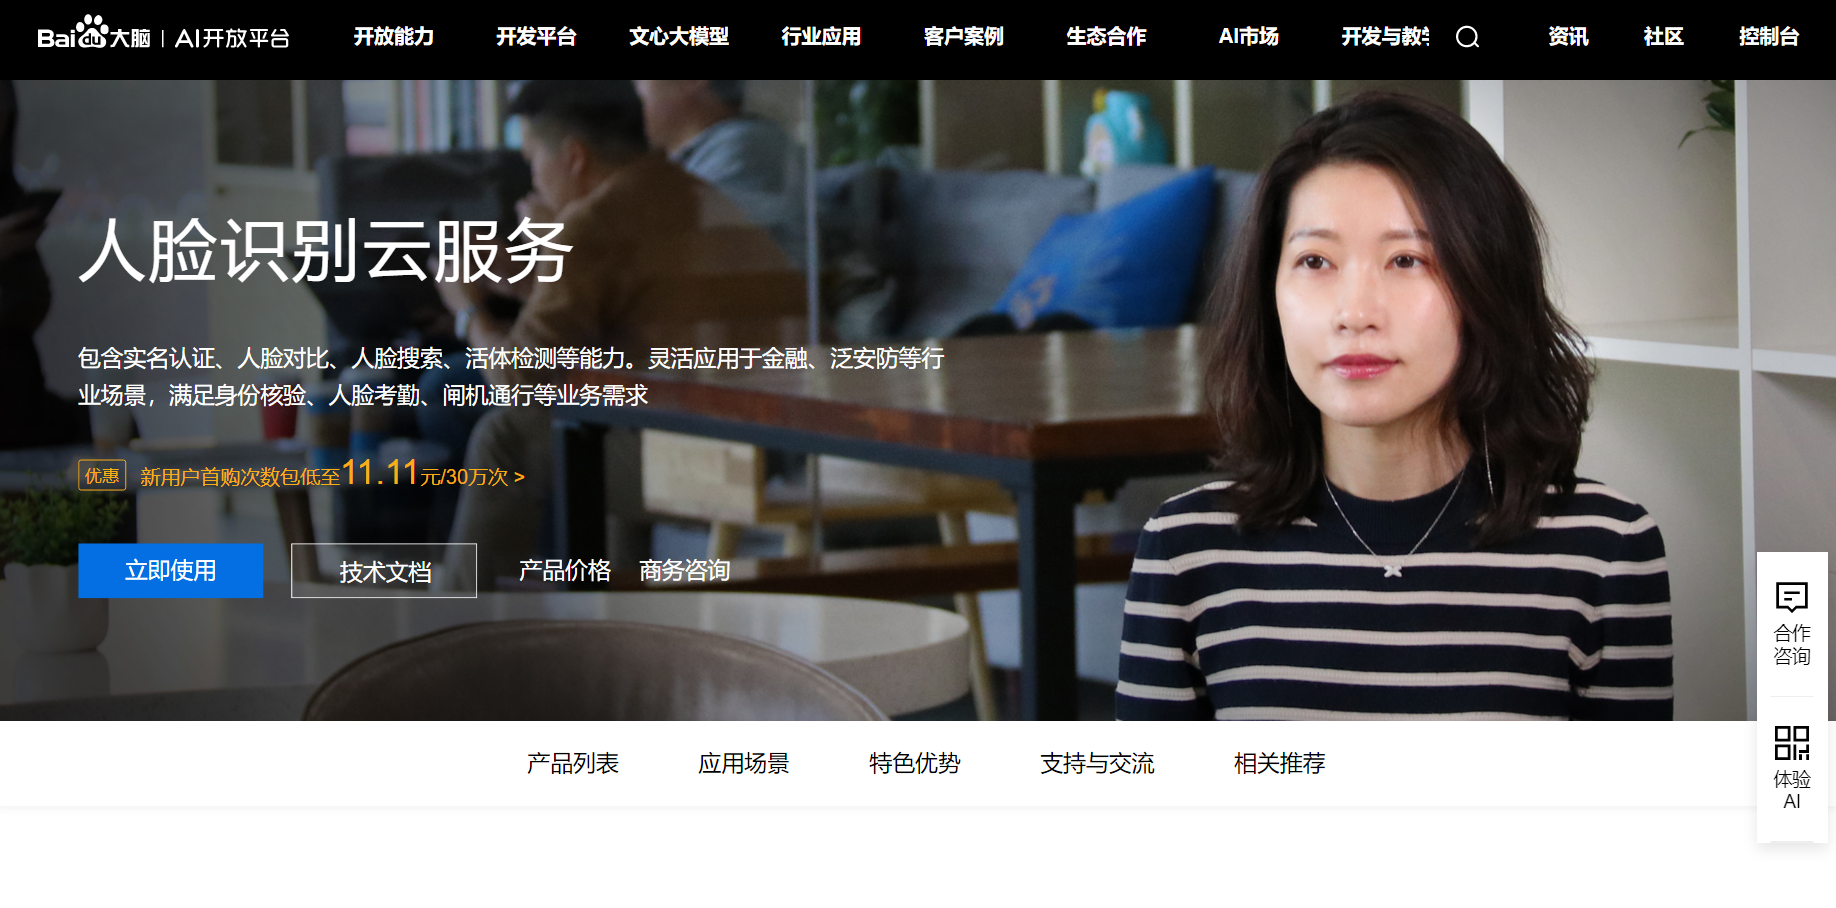 Bai du 大脑 | AI开放平台
开放能力 开发平台 文心大模型 行业应用 客户案例 生态合作 AI市场 开发与教学 资讯 社区 控制台
人脸识别云服务
包含实名认证、人脸对比、人脸搜索、活体检测等能力。灵活应用于金融、泛安防等行
业场景，满足身份核验、人脸考勤、闸机通行等业务需求
优惠 新用户首购次数包低至11.11元/30万次 >
立即使用 技术文档 产品价格 商务咨询
合作
咨询
体验
AI
产品列表 应用场景 特色优势 支持与交流 相关推荐